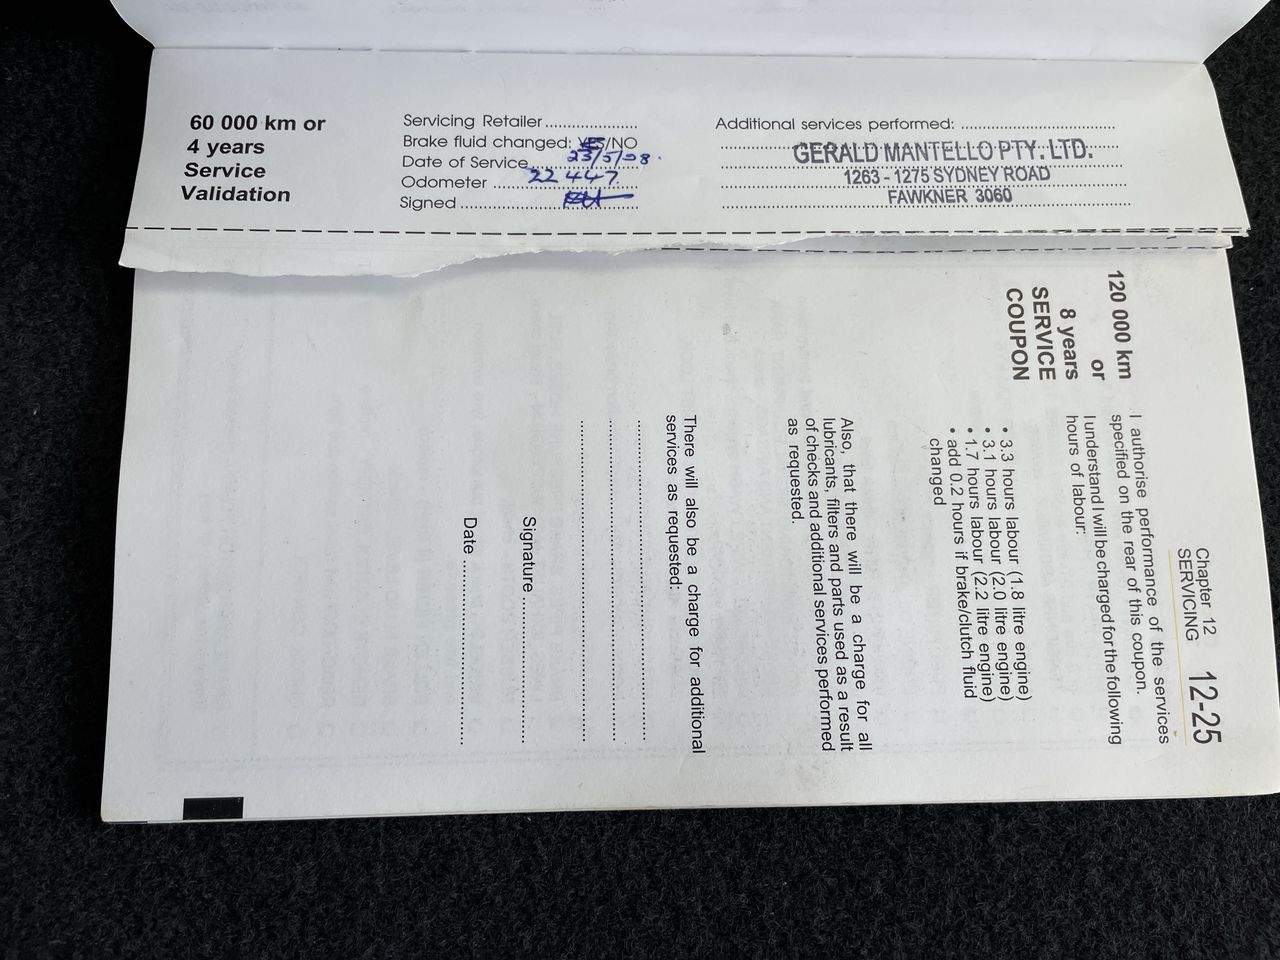 60 000 km or
4 years
Service
Validation
Servicing Retailer ........................
Brake fluid changed: YES/NO
Date of Service.... 23/5/08.
Odometer .......... 22 447.
Signed ..............................
Additional services performed: ........................................
GERALD MANTELLO PTY. LTD.
1263 - 1275 SYDNEY ROAD
FAWKNER 3060
Chapter 12
SERVICING 12-25
120 000 km
or
8 years
SERVICE
COUPON
I authorise performance of the services
specified on the rear of this coupon.
I understand I will be charged for the following
hours of labour:
• 3.3 hours labour (1.8 litre engine)
• 3.1 hours labour (2.0 litre engine)
• 1.7 hours labour (2.2 litre engine)
• add 0.2 hours if brake/clutch fluid
changed
Also, that there will be a charge for all
lubricants, filters and parts used as a result
of checks and additional services performed
as requested.
There will also be a charge for additional
services as requested:
Signature ....................................
Date ............................................